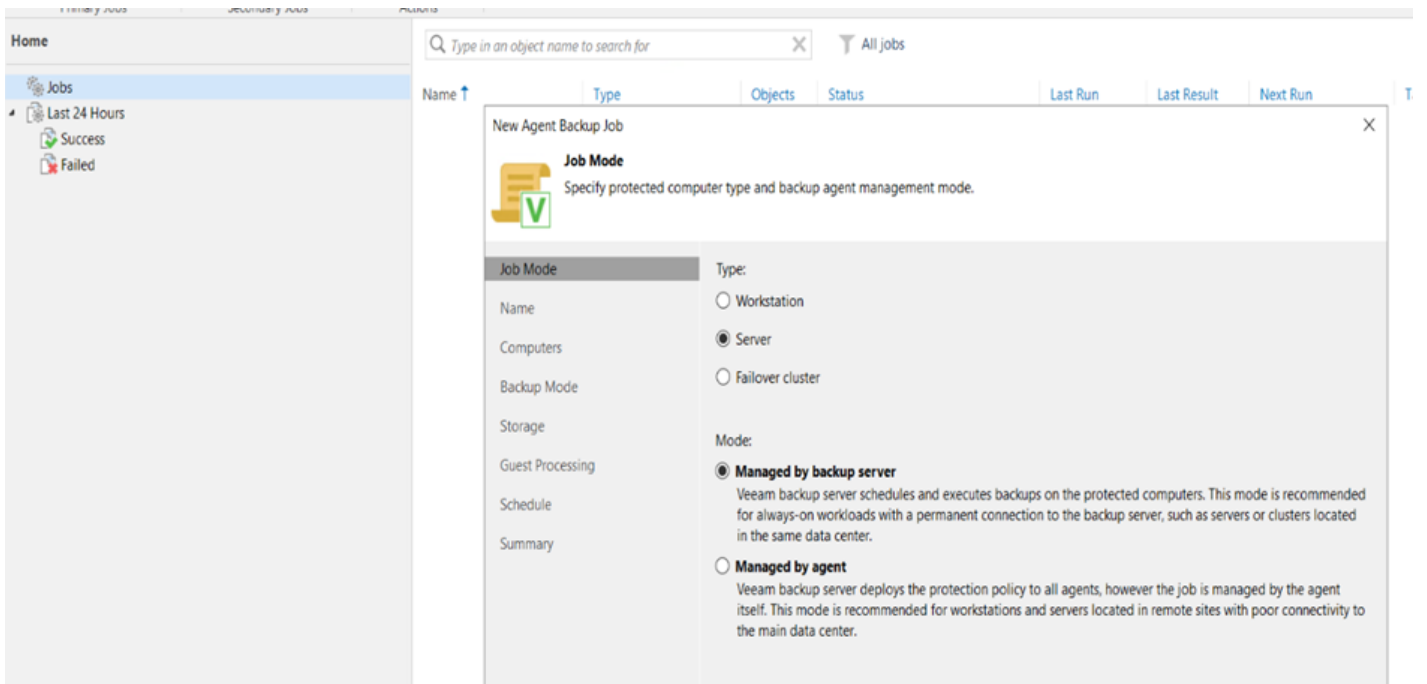 Primary Jobs Secondary Jobs Actions
Home
Type in an object name to search for
All jobs
Jobs
Last 24 Hours
Success
Failed
Name Type Objects Status Last Run Last Result Next Run
New Agent Backup Job
Job Mode
Specify protected computer type and backup agent management mode.
V
Job Mode
Name
Computers
Backup Mode
Storage
Guest Processing
Schedule
Summary
Type:
Workstation
Server
Failover cluster
Mode:
Managed by backup server
Veeam backup server schedules and executes backups on the protected computers. This mode is recommended
for always-on workloads with a permanent connection to the backup server, such as servers or clusters located
in the same data center.
Managed by agent
Veeam backup server deploys the protection policy to all agents, however the job is managed by the agent
itself. This mode is recommended for workstations and servers located in remote sites with poor connectivity to
the main data center.